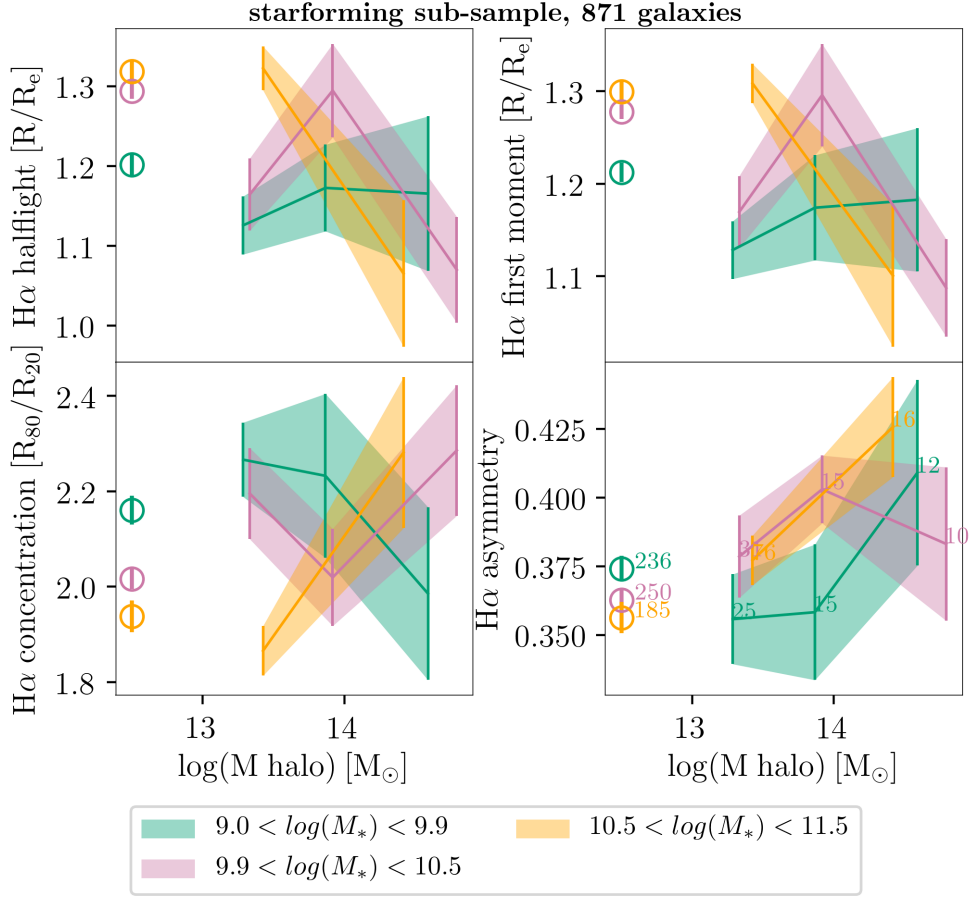 starforming sub-sample, 871 galaxies
Hα halflight [R/Rₑ]
1.3
1.2
1.1
1.0
Hα first moment [R/Rₑ]
1.3
1.2
1.1
Hα concentration [R₈₀/R₂₀]
2.4
2.2
2.0
1.8
13
14
log(M halo) [M⊙]
Hα asymmetry
0.425
0.400
0.375
0.350
236
250
185
25
15
12
15
10
16
16
13
14
log(M halo) [M⊙]
9.0 < log(M*) < 9.9
9.9 < log(M*) < 10.5
10.5 < log(M*) < 11.5